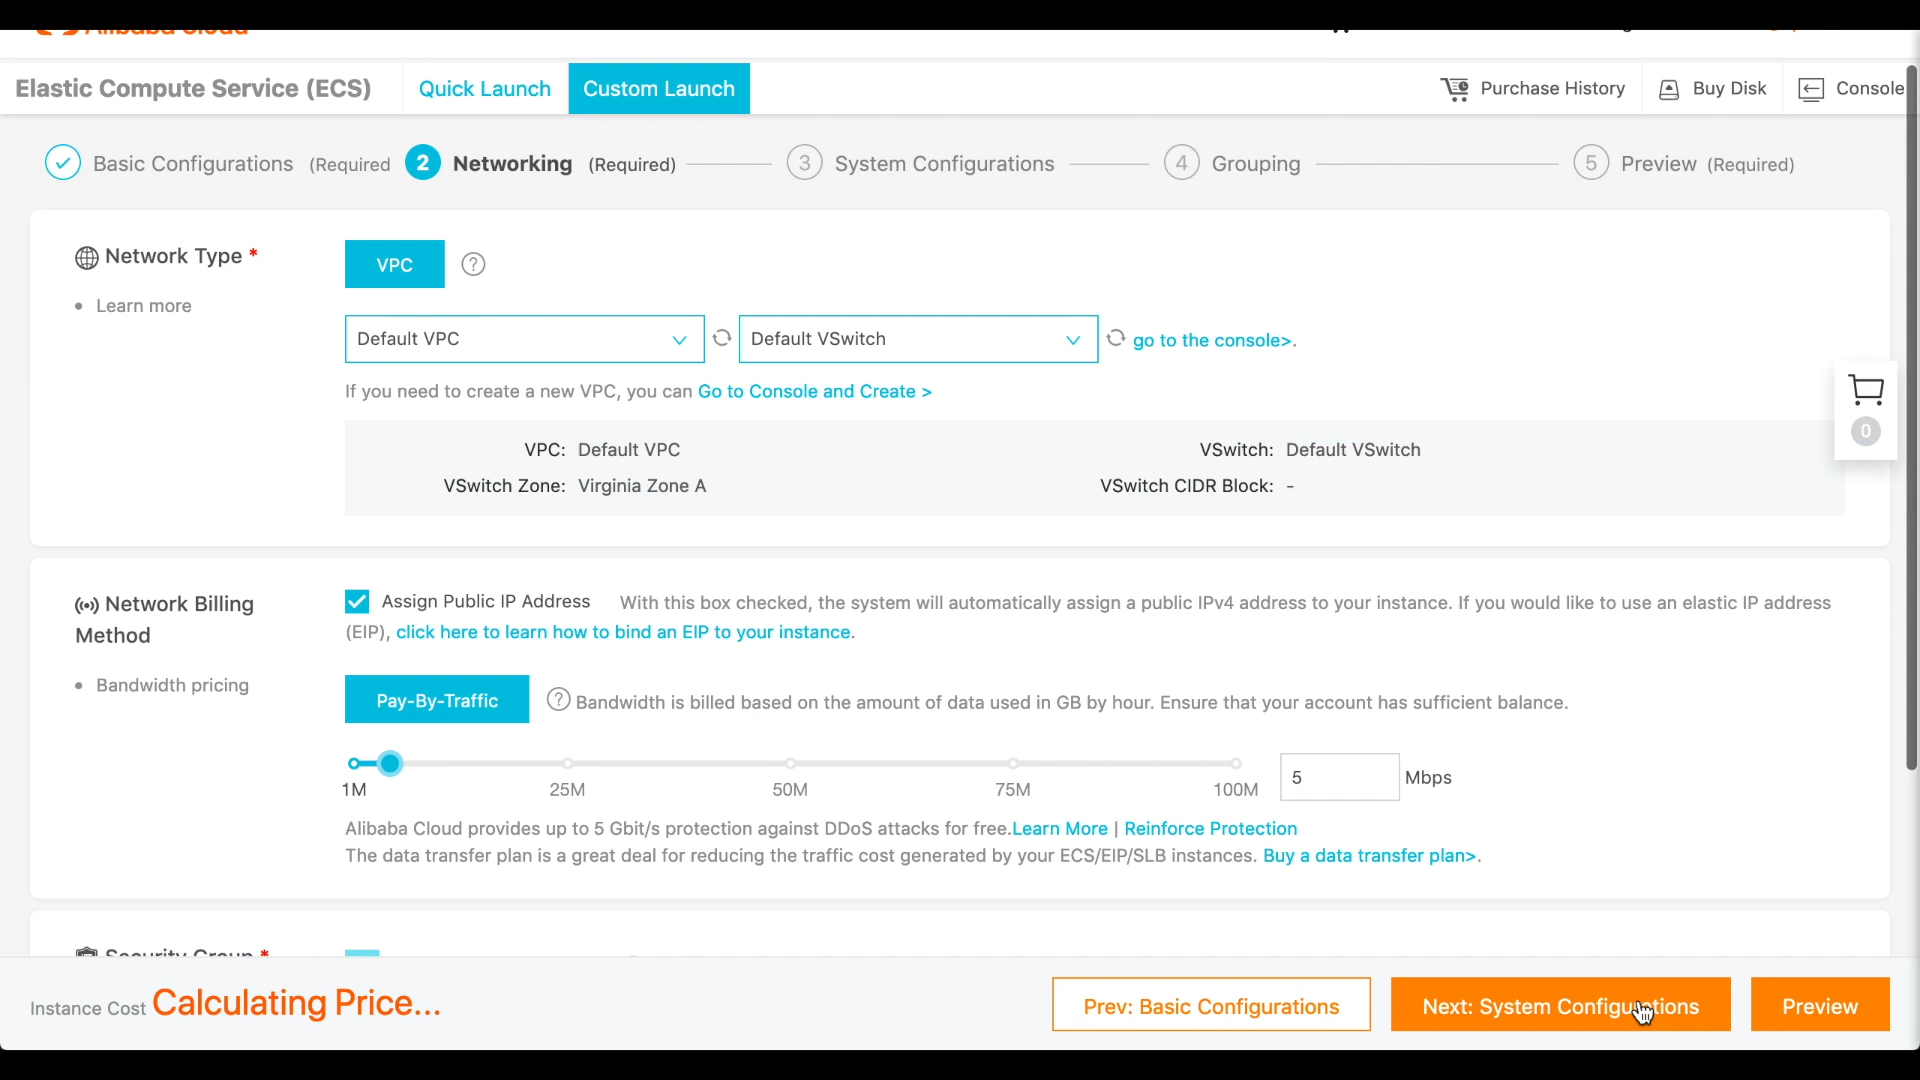 Alibaba Cloud
Elastic Compute Service (ECS) Quick Launch Custom Launch Purchase History Buy Disk Console
Basic Configurations (Required 2 Networking (Required) 3 System Configurations 4 Grouping 5 Preview (Required)
Network Type * VPC ?
• Learn more
Default VPC Default VSwitch go to the console>.
If you need to create a new VPC, you can Go to Console and Create >
0
VPC: Default VPC VSwitch: Default VSwitch
VSwitch Zone: Virginia Zone A VSwitch CIDR Block: -
Network Billing
Method
Assign Public IP Address With this box checked, the system will automatically assign a public IPv4 address to your instance. If you would like to use an elastic IP address
(EIP), click here to learn how to bind an EIP to your instance.
• Bandwidth pricing
Pay-By-Traffic ? Bandwidth is billed based on the amount of data used in GB by hour. Ensure that your account has sufficient balance.
1M 25M 50M 75M 100M 5 Mbps
Alibaba Cloud provides up to 5 Gbit/s protection against DDoS attacks for free.Learn More | Reinforce Protection
The data transfer plan is a great deal for reducing the traffic cost generated by your ECS/EIP/SLB instances. Buy a data transfer plan>.
Security Group *
Instance Cost Calculating Price... Prev: Basic Configurations Next: System Configurations Preview